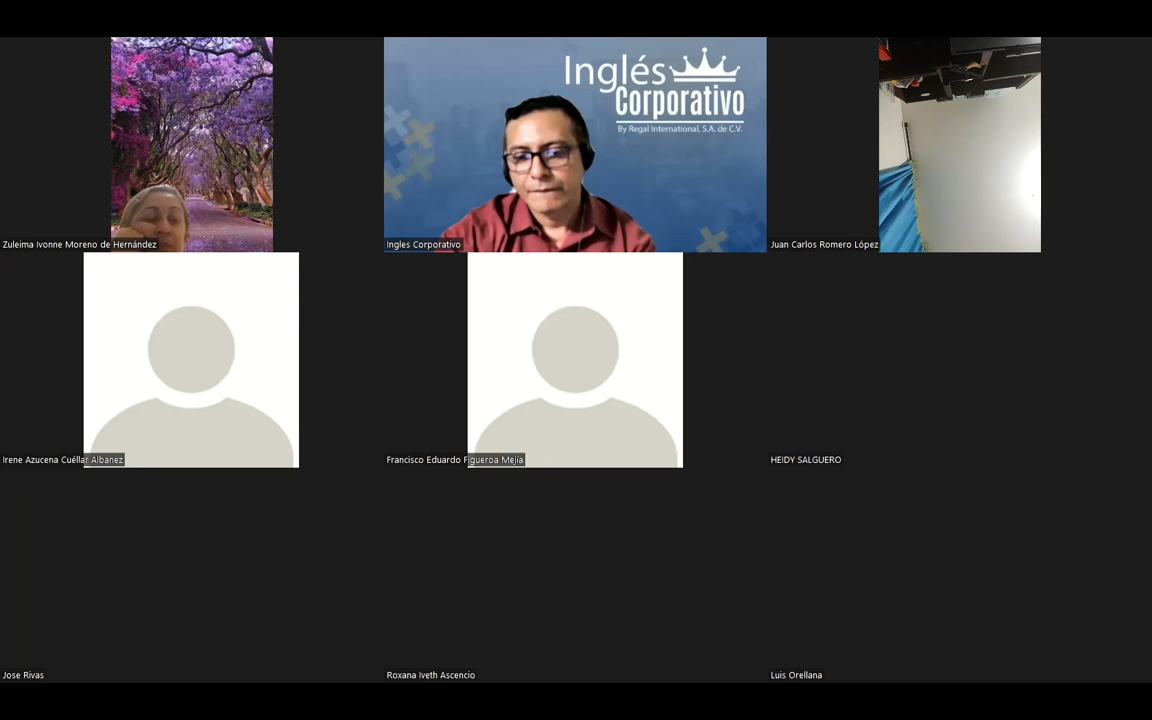 Inglés
Corporativo
By Regal International, S.A. de C.V.
Zuleima Ivonne Moreno de Hernández
Ingles Corporativo
Juan Carlos Romero López
Irene Azucena Cuéllar Albanez
Francisco Eduardo Figueroa Mejía
HEIDY SALGUERO
Jose Rivas
Roxana Iveth Ascencio
Luis Orellana